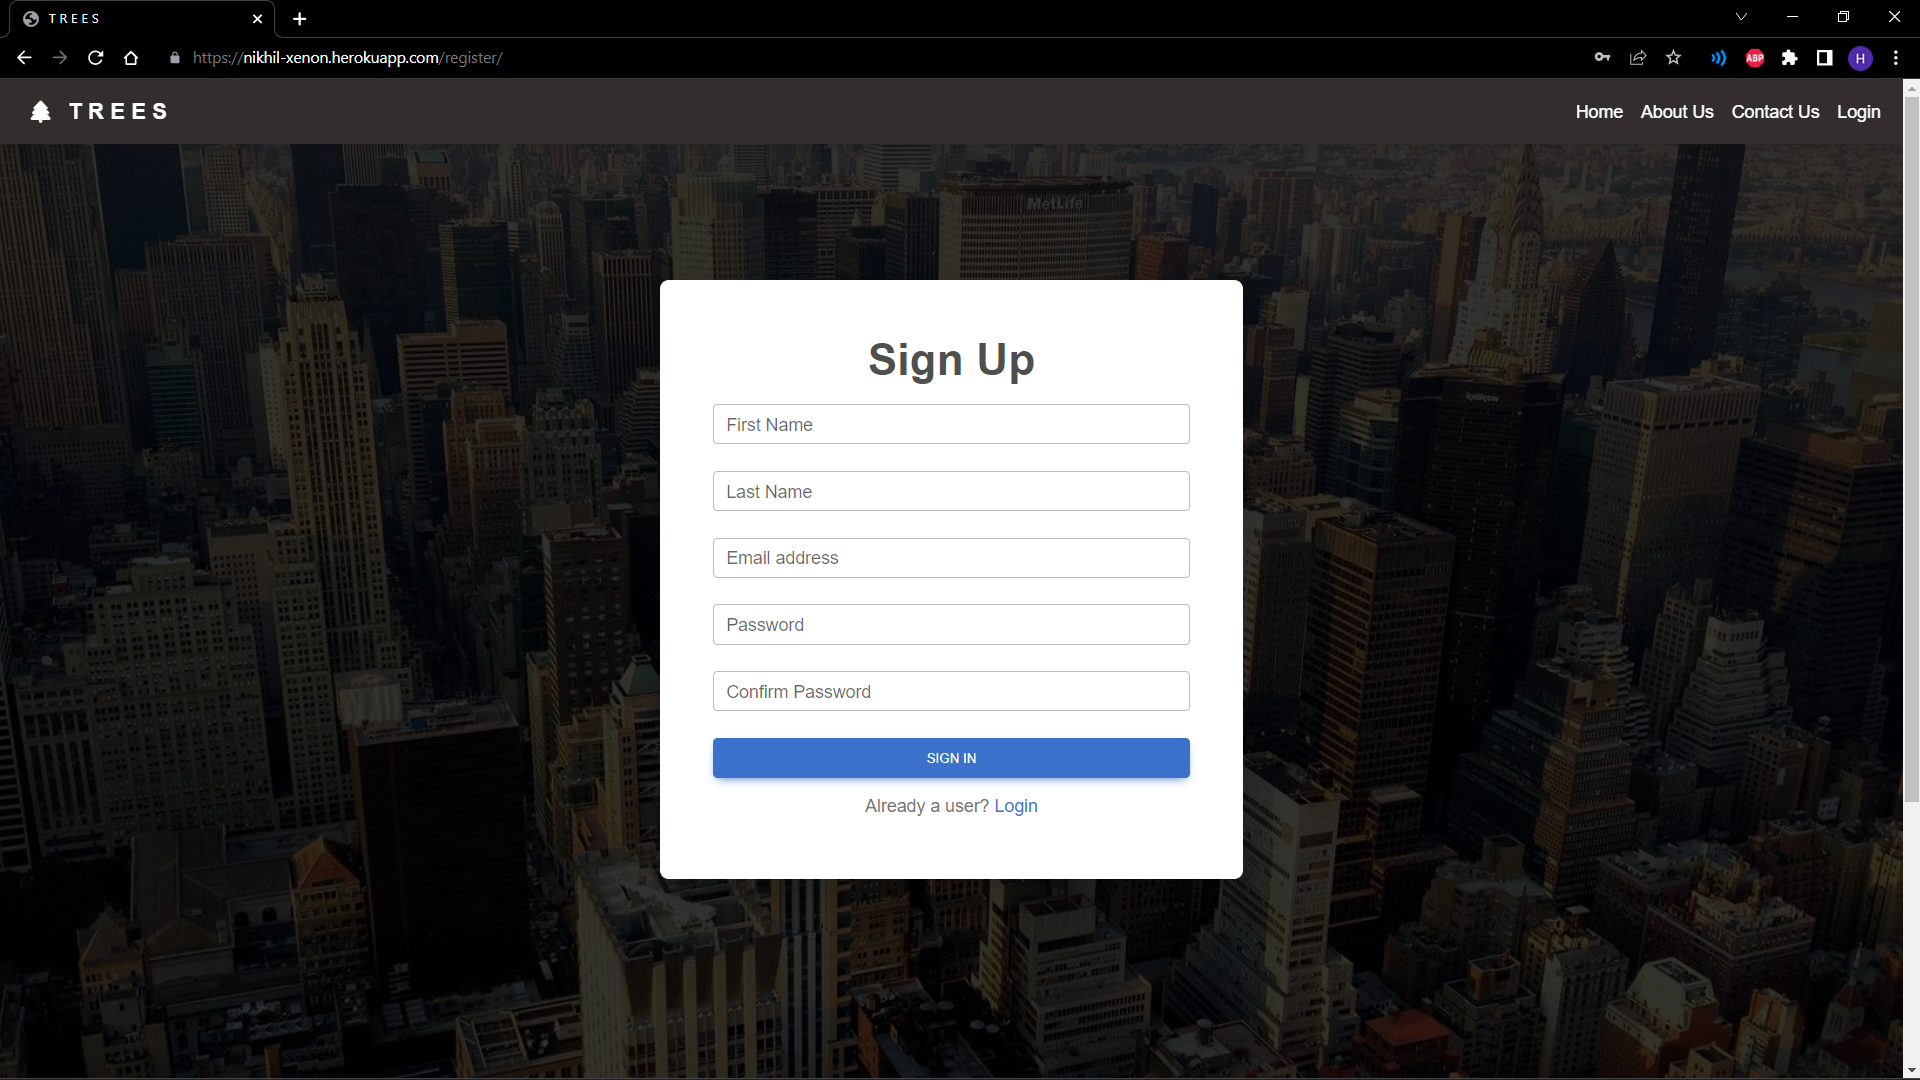 T R E E S
https://nikhil-xenon.herokuapp.com/register/
ABP
H
TREES
Home About Us Contact Us Login
MetLife
Sign Up
First Name
Last Name
Email address
Password
Confirm Password
SIGN IN
Already a user? Login